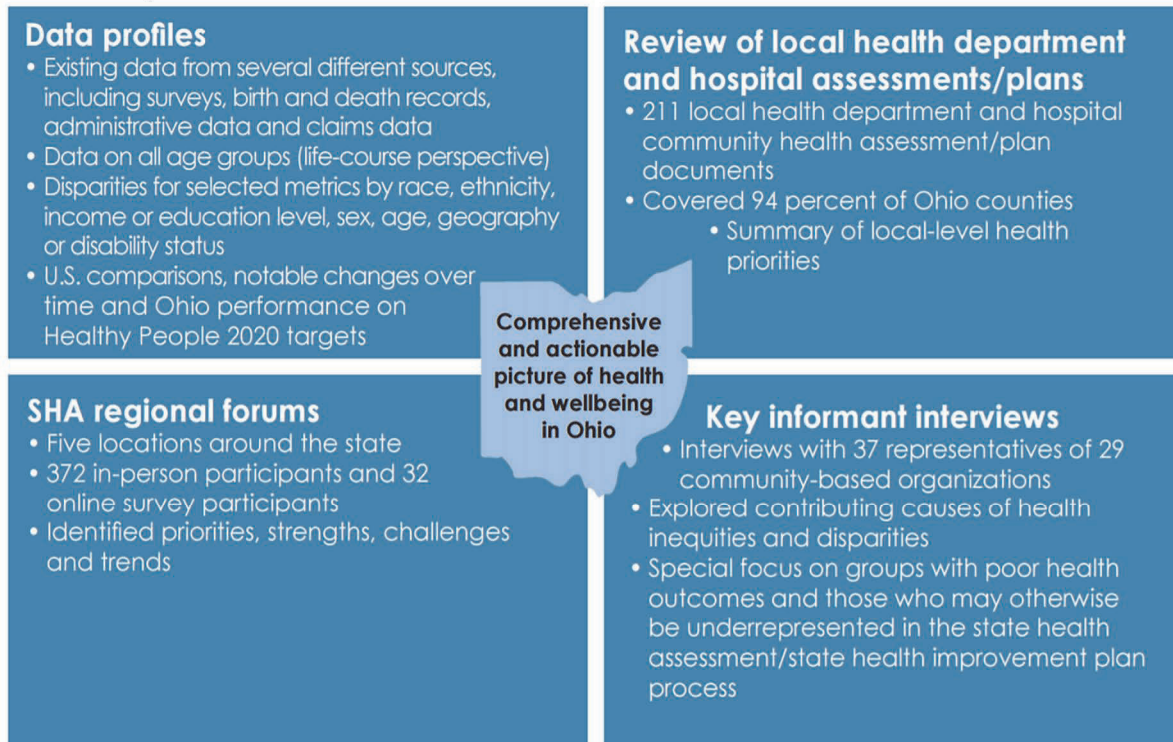 Data profiles
• Existing data from several different sources,
including surveys, birth and death records,
administrative data and claims data
• Data on all age groups (life-course perspective)
• Disparities for selected metrics by race, ethnicity,
income or education level, sex, age, geography
or disability status
• U.S. comparisons, notable changes over
time and Ohio performance on
Healthy People 2020 targets
Review of local health department
and hospital assessments/plans
• 211 local health department and hospital
community health assessment/plan
documents
• Covered 94 percent of Ohio counties
• Summary of local-level health
priorities
Comprehensive
and actionable
picture of health
and wellbeing
in Ohio
SHA regional forums
• Five locations around the state
• 372 in-person participants and 32
online survey participants
• Identified priorities, strengths, challenges
and trends
Key informant interviews
• Interviews with 37 representatives of 29
community-based organizations
• Explored contributing causes of health
inequities and disparities
• Special focus on groups with poor health
outcomes and those who may otherwise
be underrepresented in the state health
assessment/state health improvement plan
process